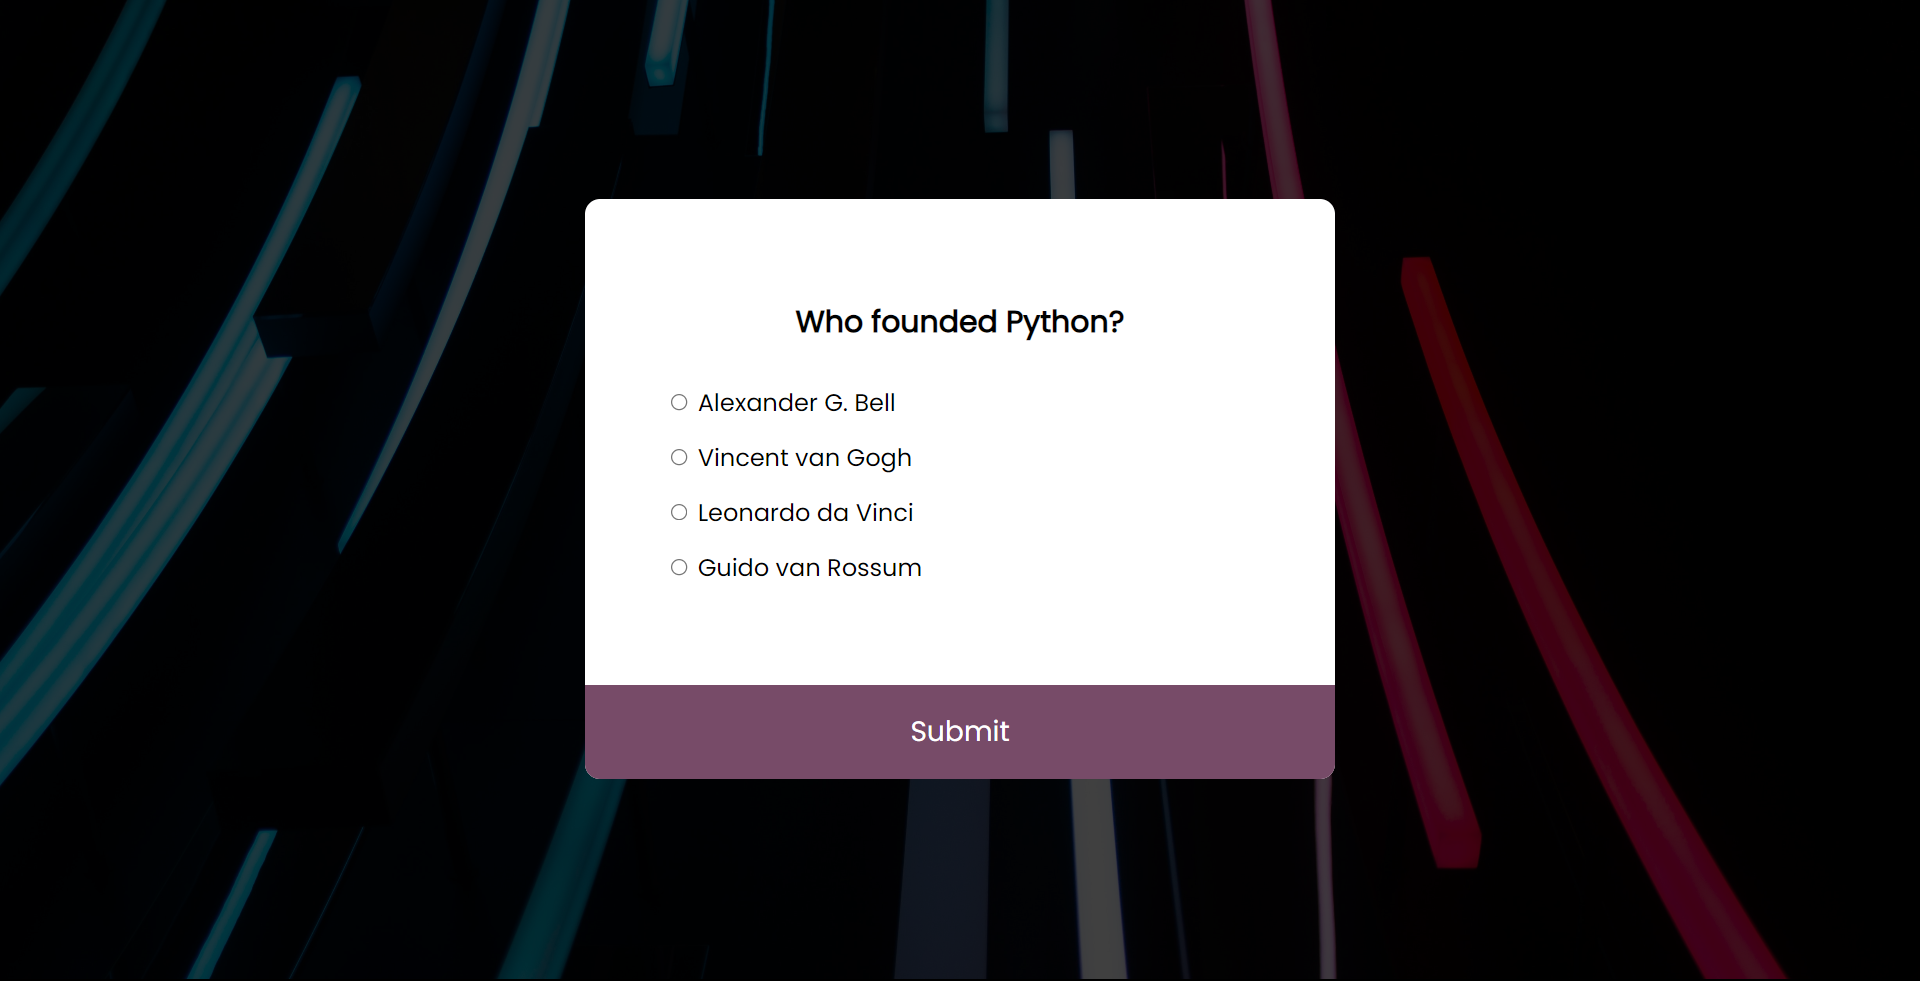 Who founded Python?
Alexander G. Bell
Vincent van Gogh
Leonardo da Vinci
Guido van Rossum
Submit